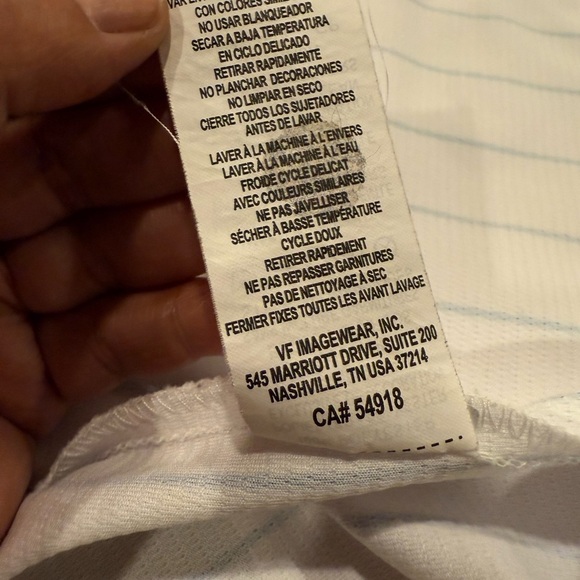 CON COLORES
NO USAR BLANQUEADOR
SECAR A BAJA TEMPERATURA
EN CICLO DELICADO
RETIRAR RAPIDAMENTE
NO PLANCHAR DECORACIONES
NO LIMPIAR EN SECO
CIERRE TODOS LOS SUJETADORES
ANTES DE LAVAR
LAVER À LA MACHINE À L'ENVERS
LAVER À LA MACHINE À L'EAU
FROIDE CYCLE DELICAT
AVEC COULEURS SIMILAIRES
NE PAS JAVELLISER
SÉCHER À BASSE TEMPÉRATURE
CYCLE DOUX
RETIRER RAPIDEMENT
NE PAS REPASSER GARNITURES
PAS DE NETTOYAGE À SEC
FERMER FIXES TOUTES LES AVANT LAVAGE
VF IMAGEWEAR, INC.
545 MARRIOTT DRIVE, SUITE 200
NASHVILLE, TN USA 37214
CA# 54918